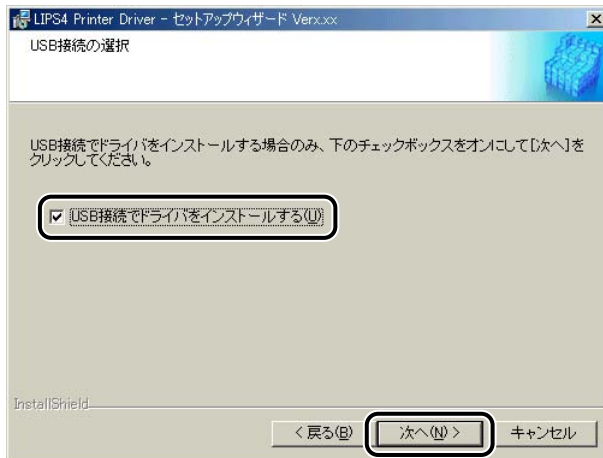 LIPS4 Printer Driver - セットアップウィザード Verx.xx
USB接続の選択
USB接続でドライバをインストールする場合のみ、下のチェックボックスをオンにして[次へ]を
クリックしてください。
USB接続でドライバをインストールする(U)
InstallShield
< 戻る(B) 次へ(N) > キャンセル